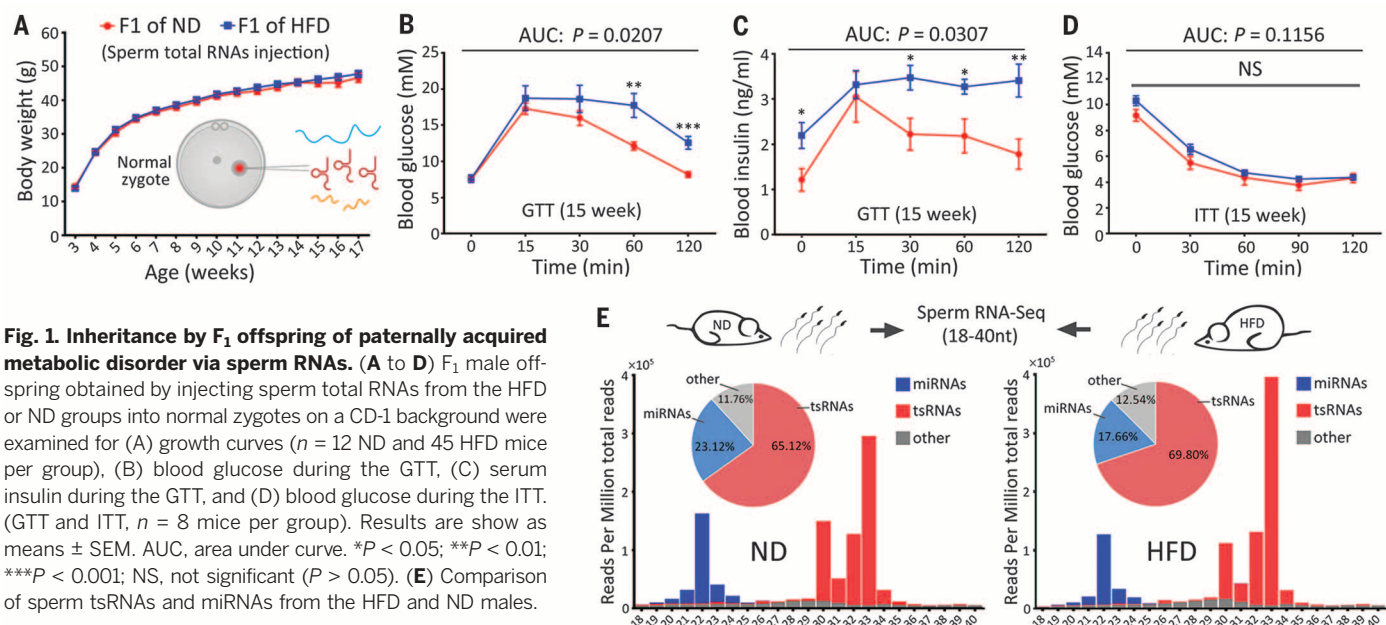 A
F1 of ND F1 of HFD
(Sperm total RNAs injection)
60
50
40
30
20
10
0
Body weight (g)
Normal
zygote
3 4 5 6 7 8 9 10 11 12 13 14 15 16 17
Age (weeks)
B
AUC: P = 0.0207
25
20
15
10
5
0
Blood glucose (mM)
**
***
GTT (15 week)
0 15 30 60 120
Time (min)
C
AUC: P = 0.0307
4
3
2
1
0
Blood insulin (ng/ml)
* * * **
GTT (15 week)
0 15 30 60 120
Time (min)
D
AUC: P = 0.1156
NS
14
12
10
8
6
4
2
0
Blood glucose (mM)
ITT (15 week)
0 30 60 90 120
Time (min)
Fig. 1. Inheritance by F1 offspring of paternally acquired
metabolic disorder via sperm RNAs. (A to D) F1 male off-
spring obtained by injecting sperm total RNAs from the HFD
or ND groups into normal zygotes on a CD-1 background were
examined for (A) growth curves (n = 12 ND and 45 HFD mice
per group), (B) blood glucose during the GTT, (C) serum
insulin during the GTT, and (D) blood glucose during the ITT.
(GTT and ITT, n = 8 mice per group). Results are show as
means ± SEM. AUC, area under curve. *P < 0.05; **P < 0.01;
***P < 0.001; NS, not significant (P > 0.05). (E) Comparison
of sperm tsRNAs and miRNAs from the HFD and ND males.
E
ND
Sperm RNA-Seq
(18-40nt)
HFD
×10⁵
4
3
2
1
0
Reads Per Million total reads
other
11.76%
miRNAs
23.12%
tsRNAs
65.12%
miRNAs
tsRNAs
other
ND
18 19 20 21 22 23 24 25 26 27 28 29 30 31 32 33 34 35 36 37 38 39 40
×10⁵
4
3
2
1
0
Reads Per Million total reads
other
12.54%
miRNAs
17.66%
tsRNAs
69.80%
miRNAs
tsRNAs
other
HFD
18 19 20 21 22 23 24 25 26 27 28 29 30 31 32 33 34 35 36 37 38 39 40